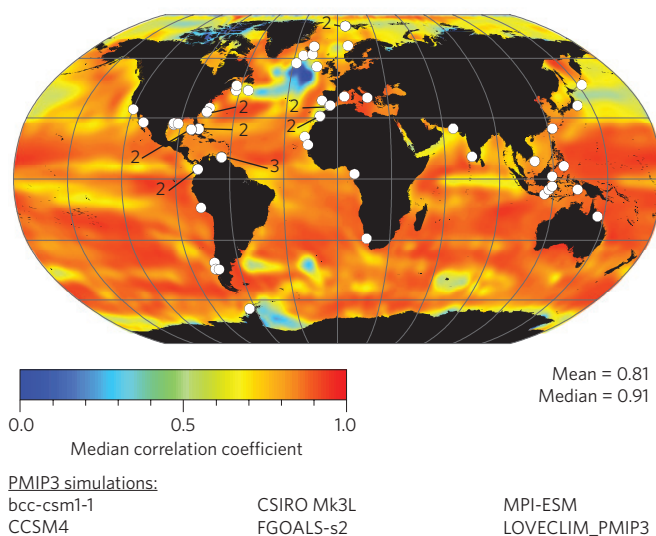 2
2
2
2
2
2
3
2
0.0 0.5 1.0
Median correlation coefficient
Mean = 0.81
Median = 0.91
PMIP3 simulations:
bcc-csm1-1 CSIRO Mk3L MPI-ESM
CCSM4 FGOALS-s2 LOVECLIM_PMIP3